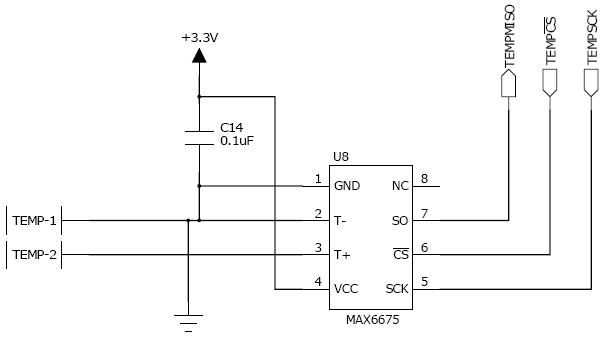 TEMPMISO
TEMPCS
TEMPSCK
+3.3V
C14
0.1uF
U8
1 GND NC 8
TEMP-1 2 T- SO 7
TEMP-2 3 T+ CS 6
4 VCC SCK 5
MAX6675